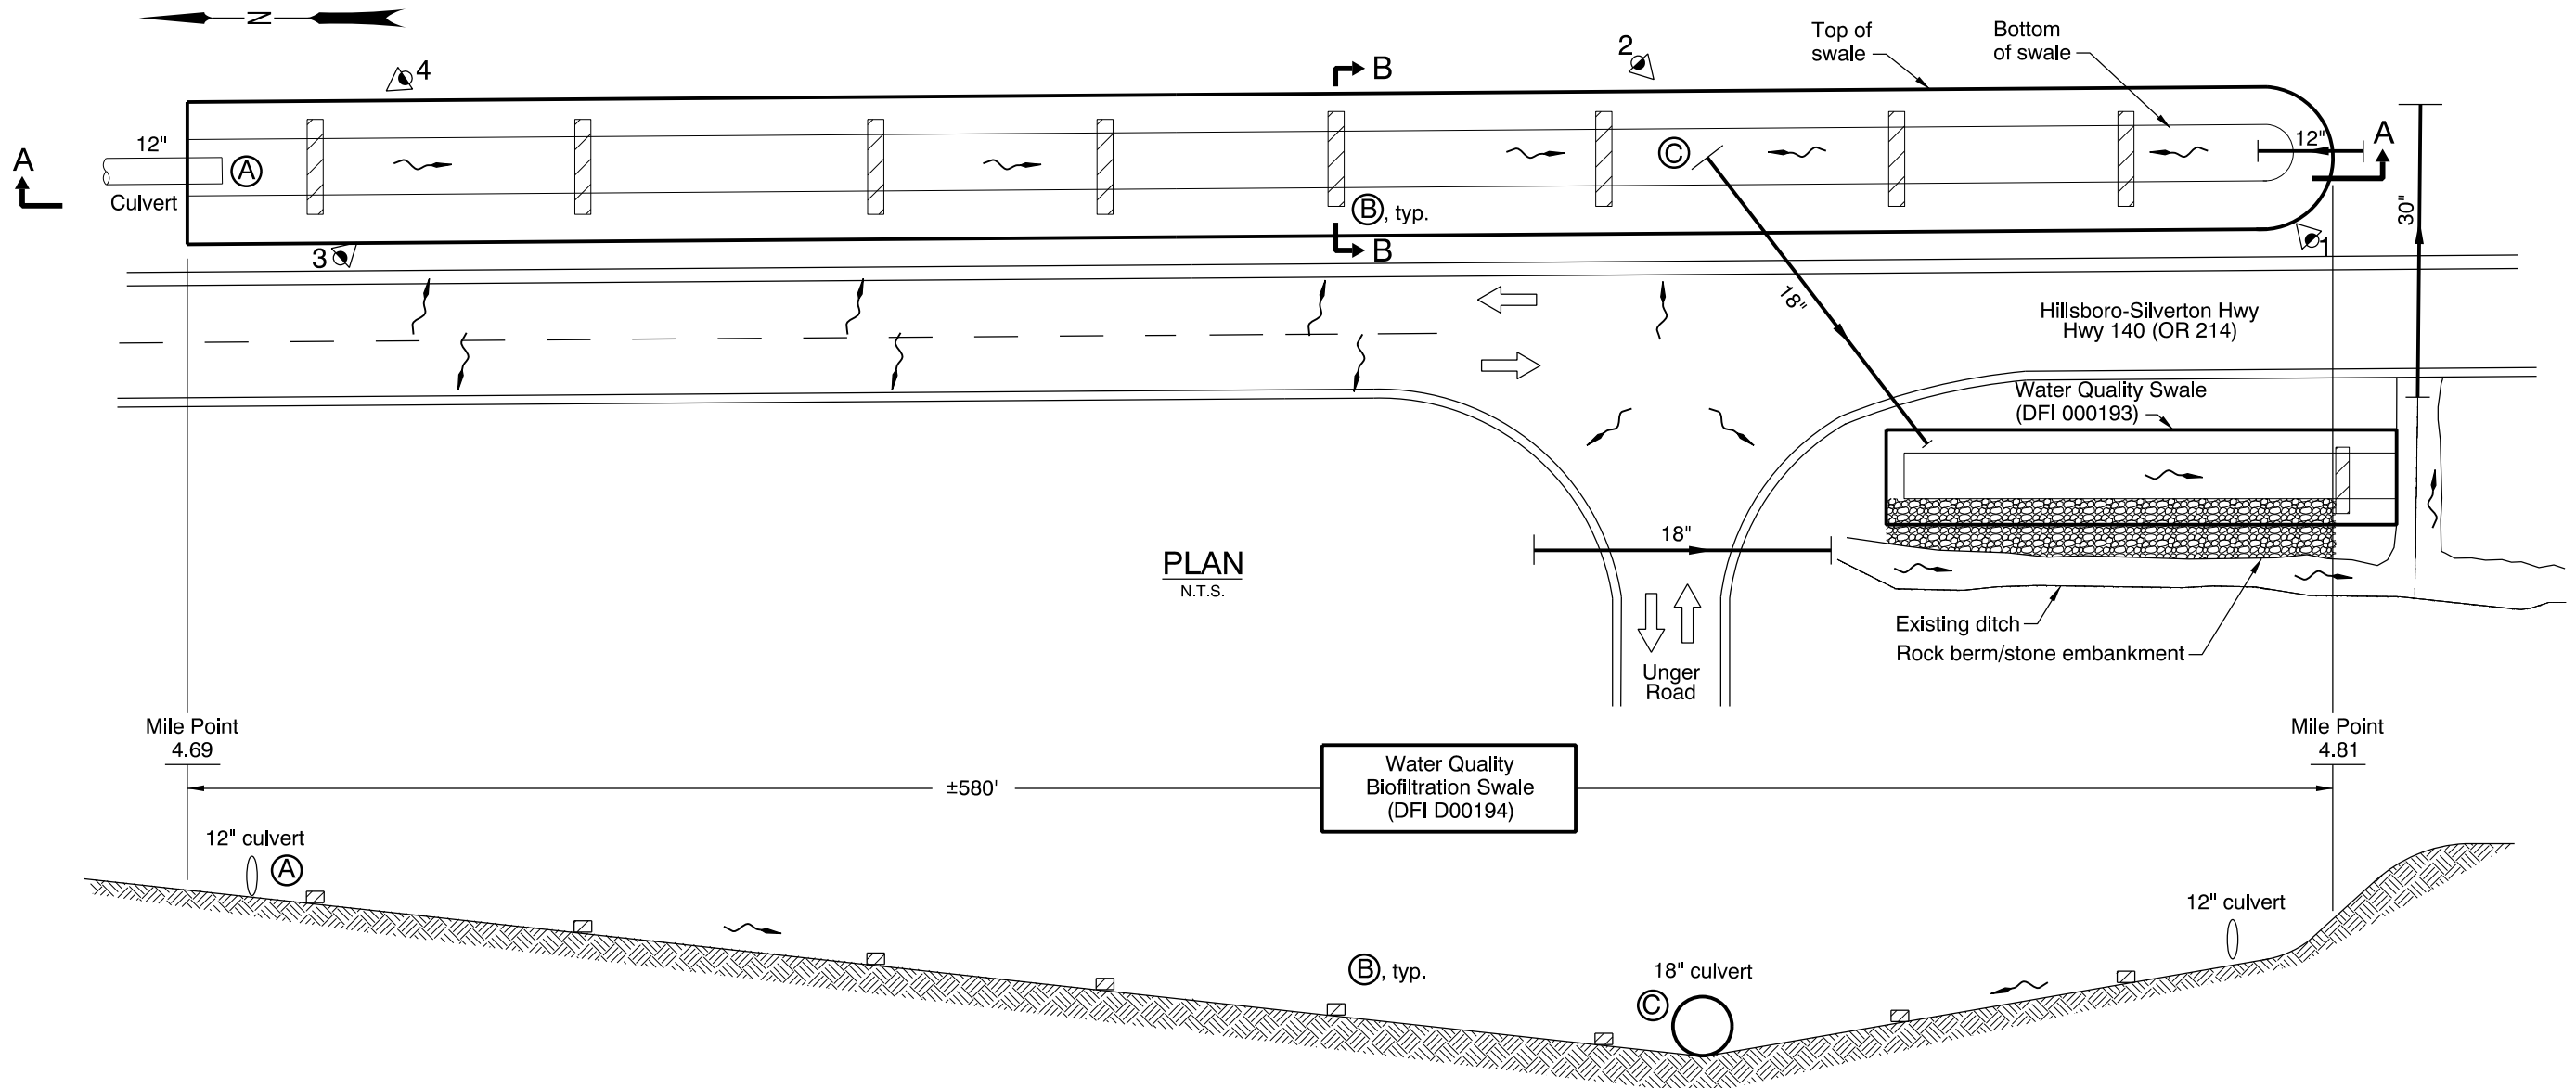 N
4
2
Top of
swale
Bottom
of swale
B
A
12"
Culvert
A
C
12"
A
B, typ.
B
3
1
30"
18"
Hillsboro-Silverton Hwy
Hwy 140 (OR 214)
Water Quality Swale
(DFI 000193)
18"
PLAN
N.T.S.
Existing ditch
Rock berm/stone embankment
Unger
Road
Mile Point
4.69
Mile Point
4.81
±580'
Water Quality
Biofiltration Swale
(DFI D00194)
12" culvert
A
12" culvert
B, typ.
18" culvert
C